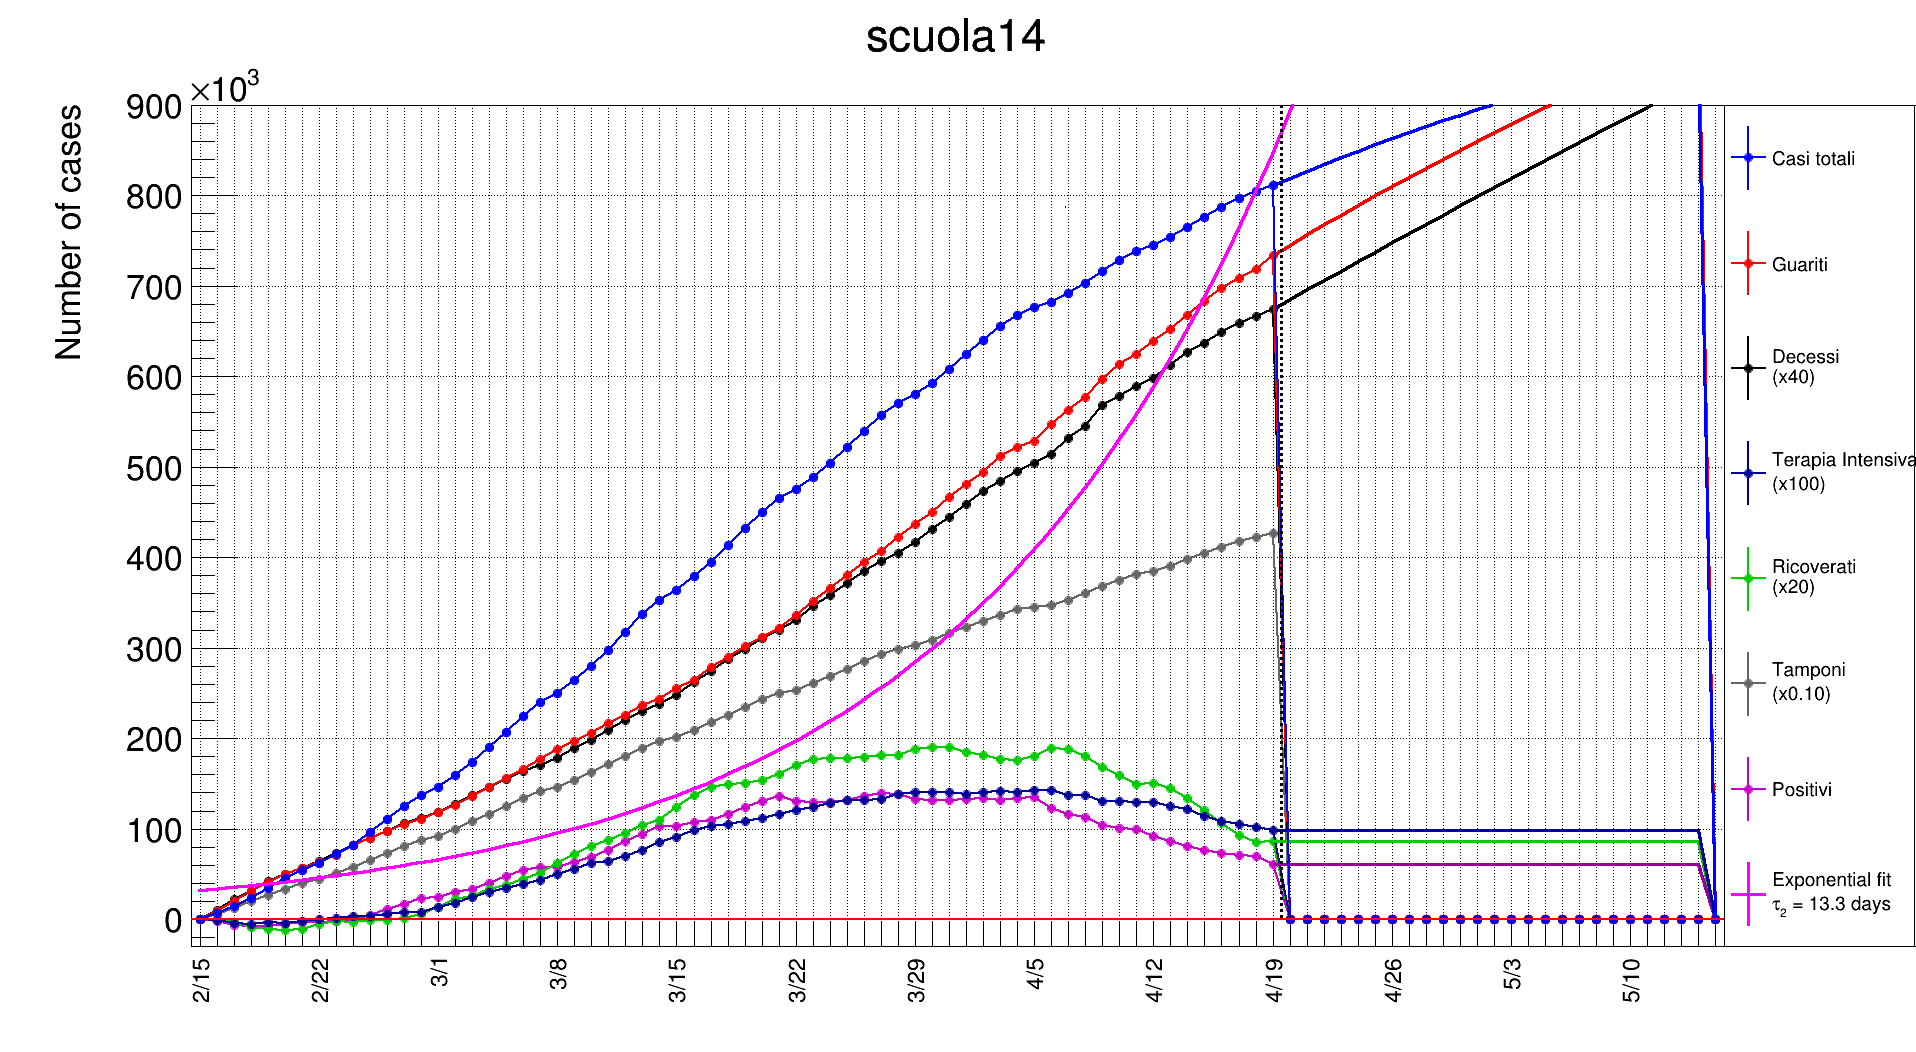 scuola14
×10³
Number of cases
900
800
700
600
500
400
300
200
100
0
2/15
2/22
3/1
3/8
3/15
3/22
3/29
4/5
4/12
4/19
4/26
5/3
5/10
Casi totali
Guariti
Decessi
(x40)
Terapia Intensiva
(x100)
Ricoverati
(x20)
Tamponi
(x0.10)
Positivi
Exponential fit
τ₂ = 13.3 days